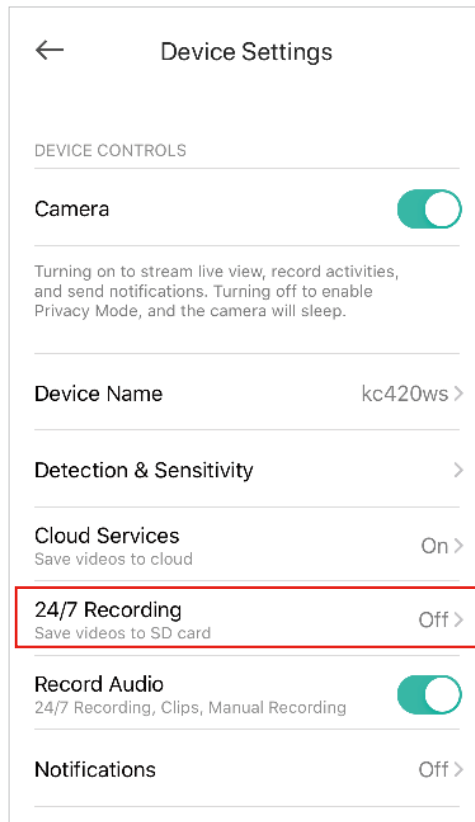 Device Settings
DEVICE CONTROLS
Camera
Turning on to stream live view, record activities,
and send notifications. Turning off to enable
Privacy Mode, and the camera will sleep.
Device Name kc420ws
Detection & Sensitivity
Cloud Services
Save videos to cloud
On
24/7 Recording
Save videos to SD card
Off
Record Audio
24/7 Recording, Clips, Manual Recording
Notifications Off